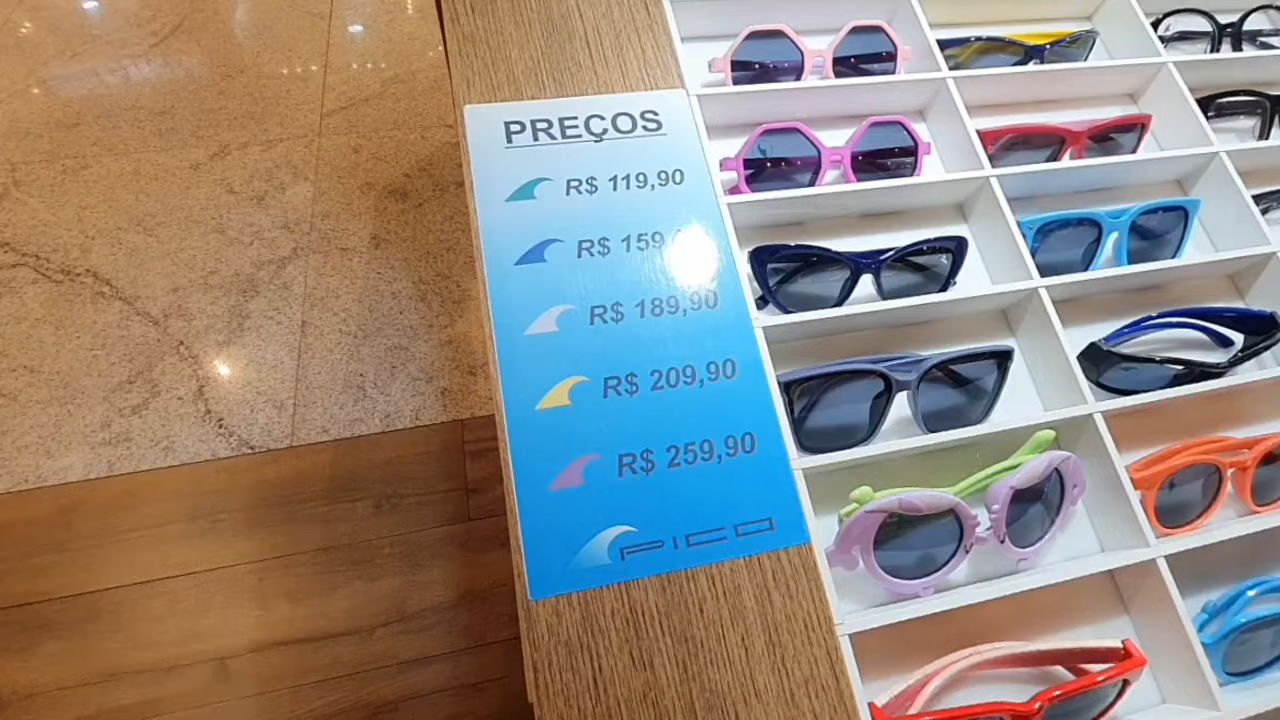 PREÇOS
R$ 119,90
R$ 159
R$ 189,90
R$ 209,90
R$ 259,90
PICO